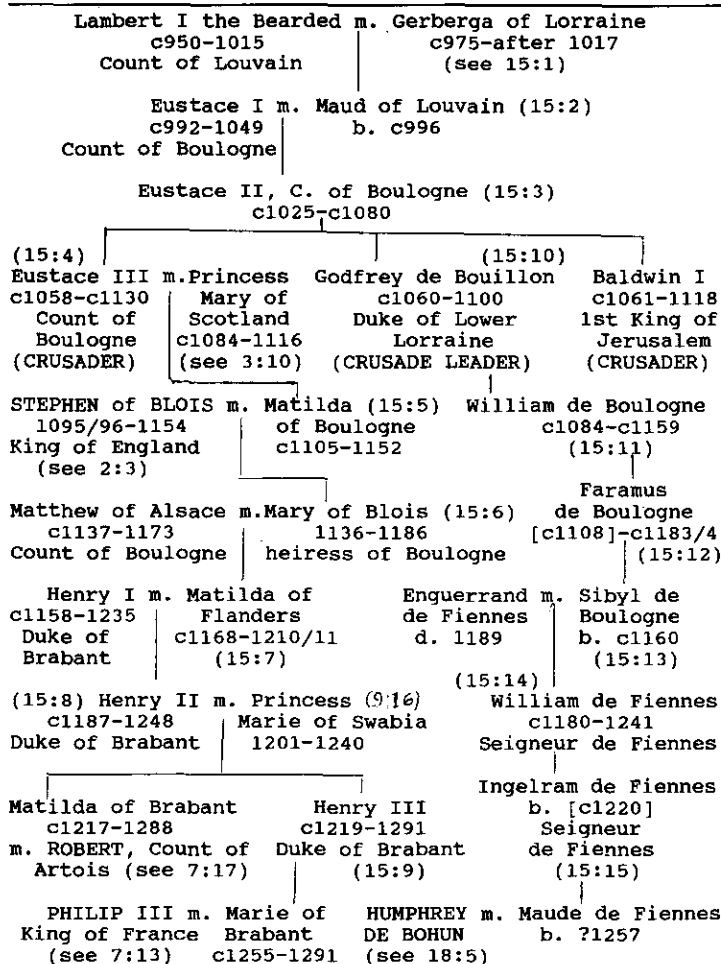 Lambert I the Bearded m. Gerberga of Lorraine
c950-1015 c975-after 1017
Count of Louvain (see 15:1)
Eustace I m. Maud of Louvain (15:2)
c992-1049 b. c996
Count of Boulogne
Eustace II, C. of Boulogne (15:3)
c1025-c1080
(15:4) (15:10)
Eustace III m.Princess Godfrey de Bouillon Baldwin I
c1058-c1130 Mary of c1060-1100 c1061-1118
Count of Scotland Duke of Lower 1st King of
Boulogne c1084-1116 Lorraine Jerusalem
(CRUSADER) (see 3:10) (CRUSADE LEADER) (CRUSADER)
STEPHEN of BLOIS m. Matilda (15:5) William de Boulogne
1095/96-1154 of Boulogne c1084-c1159
King of England c1105-1152 (15:11)
(see 2:3)
Faramus
Matthew of Alsace m.Mary of Blois (15:6) de Boulogne
c1137-1173 1136-1186 [c1108]-c1183/4
Count of Boulogne heiress of Boulogne (15:12)
Henry I m. Matilda of Enguerrand m. Sibyl de
c1158-1235 Flanders de Fiennes Boulogne
Duke of c1168-1210/11 d. 1189 b. c1160
Brabant (15:7) (15:13)
(15:14)
(15:8) Henry II m. Princess (9:16) William de Fiennes
c1187-1248 Marie of Swabia c1180-1241
Duke of Brabant 1201-1240 Seigneur de Fiennes
Ingelram de Fiennes
Matilda of Brabant Henry III b. [c1220]
c1217-1288 c1219-1291 Seigneur
m. ROBERT, Count of Duke of Brabant de Fiennes
Artois (see 7:17) (15:9) (15:15)
PHILIP III m. Marie of HUMPHREY m. Maude de Fiennes
King of France Brabant DE BOHUN b. ?1257
(see 7:13) c1255-1291 (see 18:5)